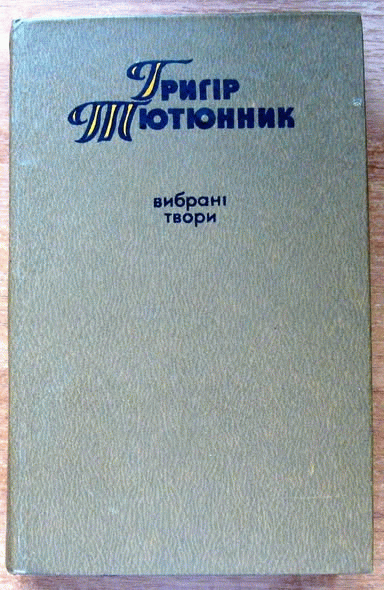 Григір
Тютюнник
вибрані
твори